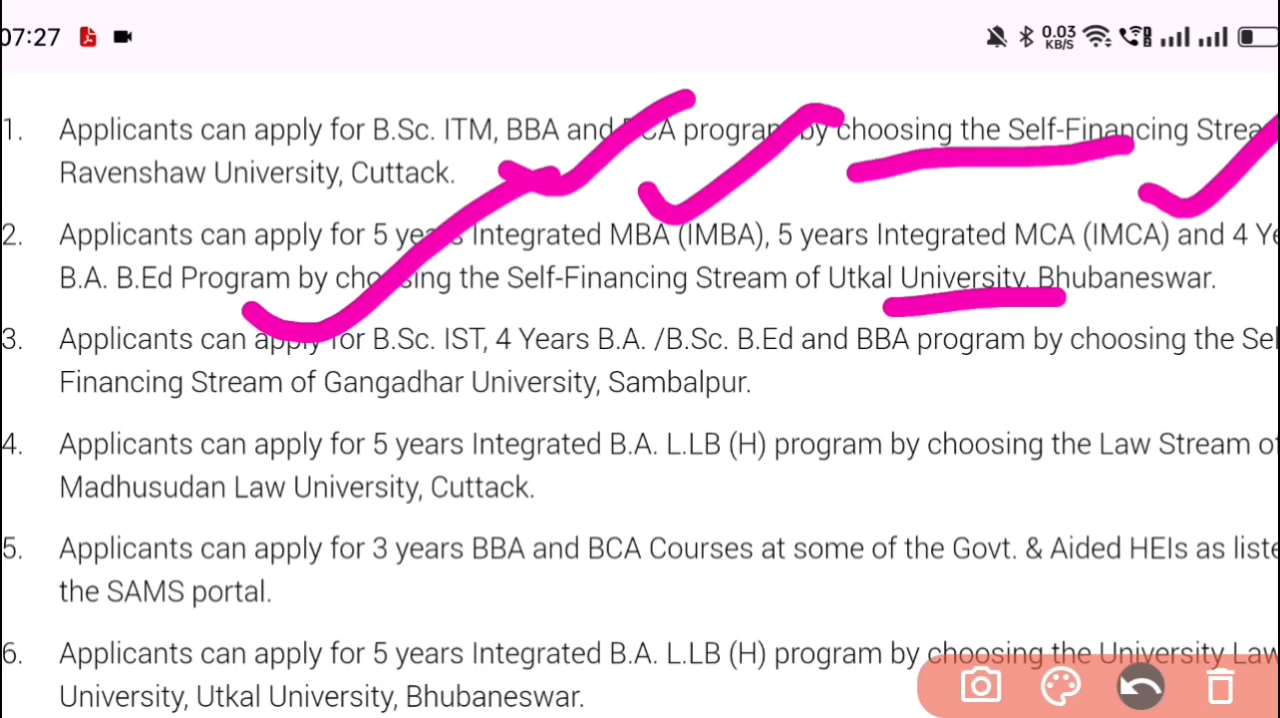 07:27 0.03 KB/S
1. Applicants can apply for B.Sc. ITM, BBA and program by choosing the Self-Financing
Ravenshaw University, Cuttack.
2. Applicants can apply for 5 years Integrated MBA (IMBA), 5 years Integrated MCA (IMCA) and 4
B.A. B.Ed Program by choosing the Self-Financing Stream of Utkal University, Bhubaneswar.
3. Applicants can apply for B.Sc. IST, 4 Years B.A. /B.Sc. B.Ed and BBA program by choosing the
Financing Stream of Gangadhar University, Sambalpur.
4. Applicants can apply for 5 years Integrated B.A. L.LB (H) program by choosing the Law Stream of
Madhusudan Law University, Cuttack.
5. Applicants can apply for 3 years BBA and BCA Courses at some of the Govt. & Aided HEIs as
the SAMS portal.
6. Applicants can apply for 5 years Integrated B.A. L.LB (H) program by choosing the University Law
University, Utkal University, Bhubaneswar.